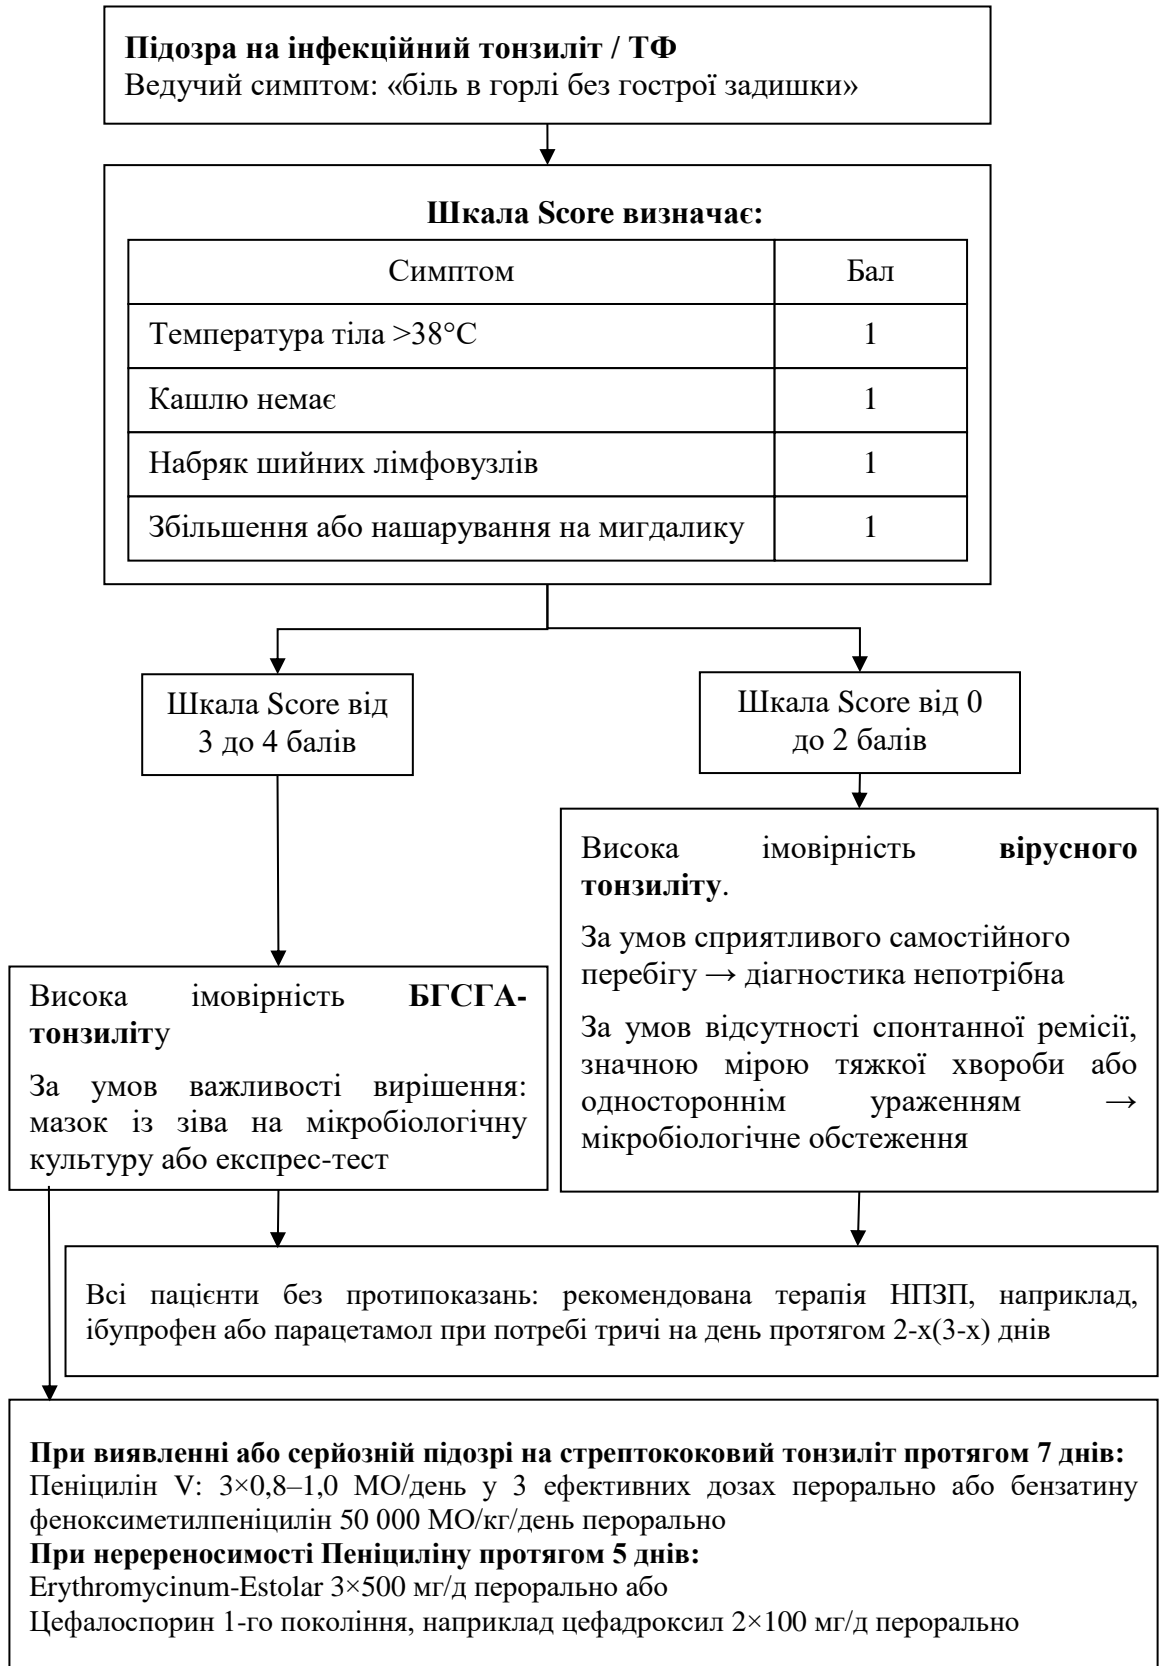 Підозра на інфекційний тонзиліт / ТФ
Ведучий симптом: «біль в горлі без гострої задишки»
Шкала Score визначає:
Симптом Бал
Температура тіла >38°С 1
Кашлю немає 1
Набряк шийних лімфовузлів 1
Збільшення або нашарування на мигдалику 1
Шкала Score від
3 до 4 балів
Шкала Score від 0
до 2 балів
Висока імовірність вірусного
тонзиліту.
За умов сприятливого самостійного
перебігу → діагностика непотрібна
За умов відсутності спонтанної ремісії,
значною мірою тяжкої хвороби або
одностороннім ураженням →
мікробіологічне обстеження
Висока імовірність БГСГА-
тонзиліту
За умов важливості вирішення:
мазок із зіва на мікробіологічну
культуру або експрес-тест
Всі пацієнти без протипоказань: рекомендована терапія НПЗП, наприклад,
ібупрофен або парацетамол при потребі тричі на день протягом 2-х(3-х) днів
При виявленні або серйозній підозрі на стрептококовий тонзиліт протягом 7 днів:
Пеніцилін V: 3×0,8–1,0 МО/день у 3 ефективних дозах перорально або бензатину
феноксиметилпеніцилін 50 000 МО/кг/день перорально
При неререносимості Пеніциліну протягом 5 днів:
Erythromycinum-Estolar 3×500 мг/д перорально або
Цефалоспорин 1-го покоління, наприклад цефадроксил 2×100 мг/д перорально